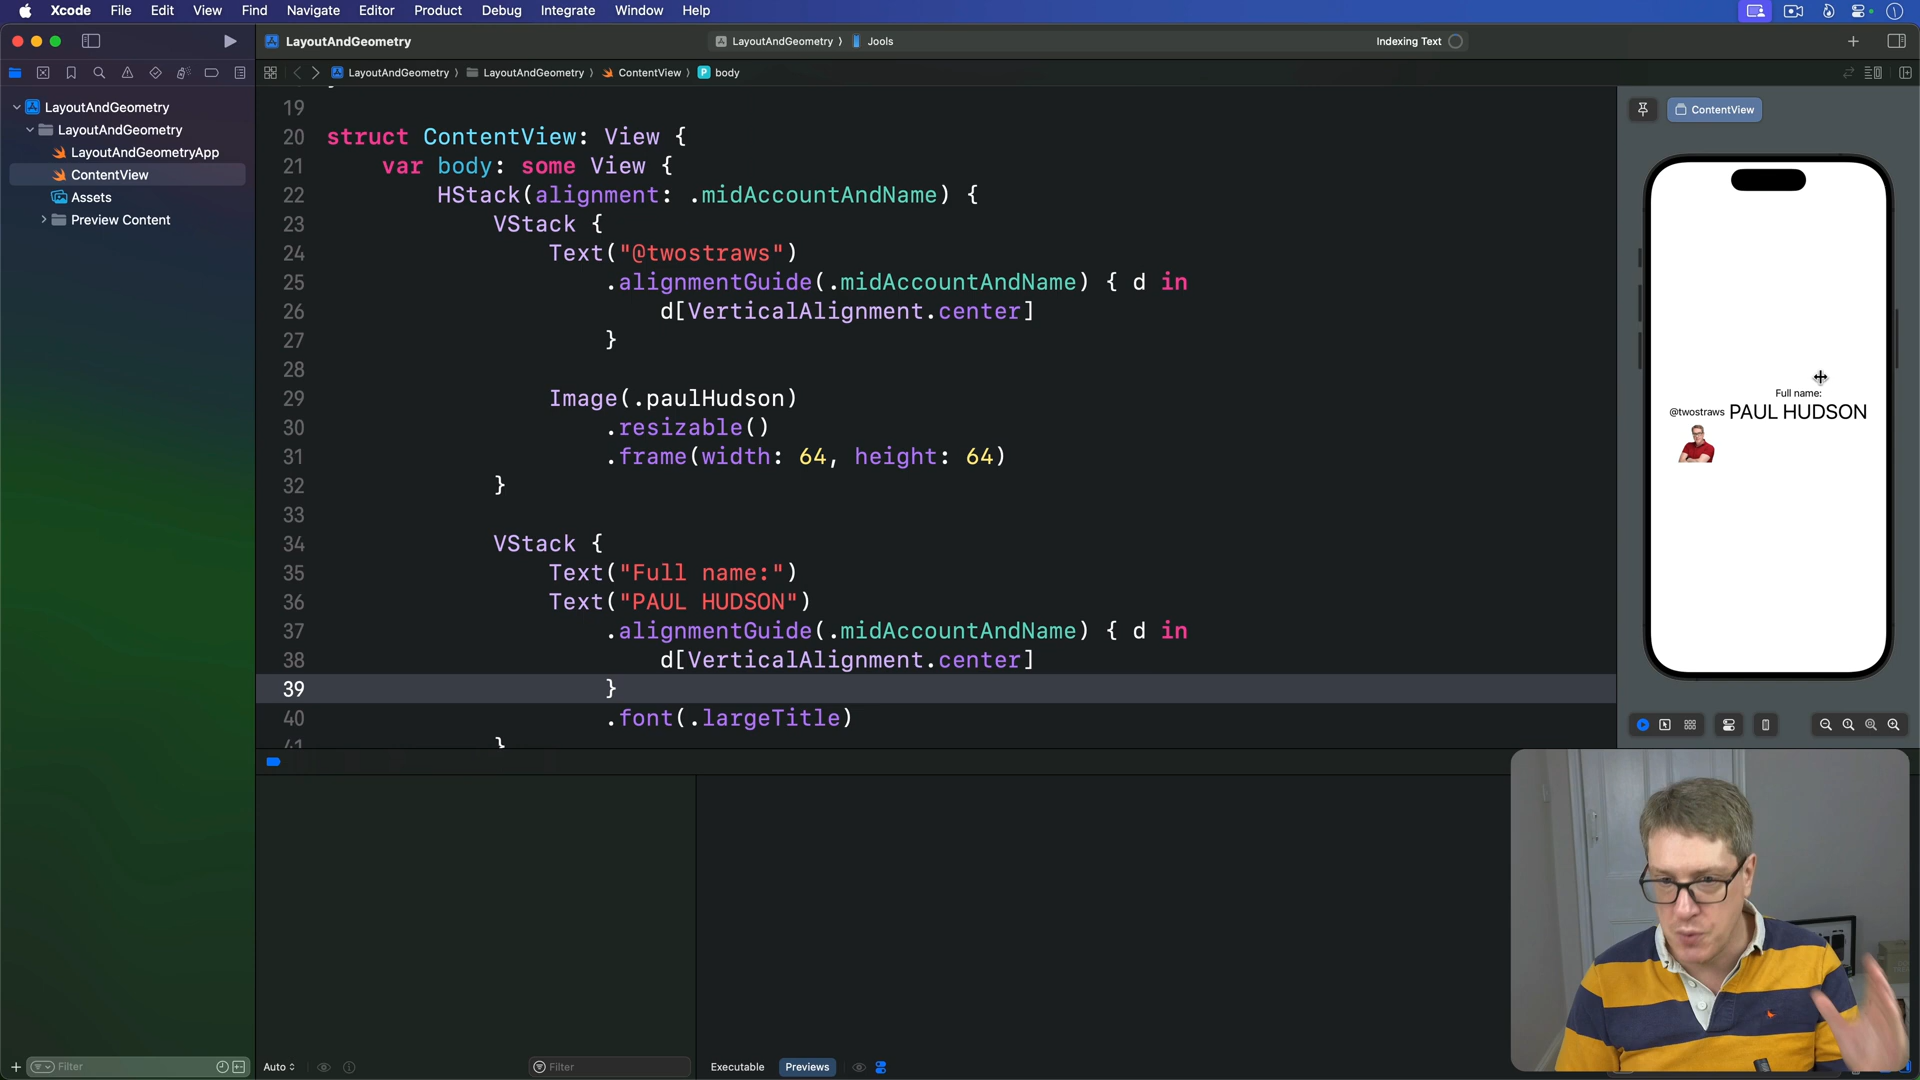 Xcode File Edit View Find Navigate Editor Product Debug Integrate Window Help
LayoutAndGeometry
LayoutAndGeometry 〉 Jools
Indexing Text
LayoutAndGeometry 〉 LayoutAndGeometry 〉 ContentView 〉 P body
LayoutAndGeometry
LayoutAndGeometry
LayoutAndGeometryApp
ContentView
Assets
Preview Content
19
20 struct ContentView: View {
21 var body: some View {
22 HStack(alignment: .midAccountAndName) {
23 VStack {
24 Text("@twostraws")
25 .alignmentGuide(.midAccountAndName) { d in
26 d[VerticalAlignment.center]
27 }
28
29 Image(.paulHudson)
30 .resizable()
31 .frame(width: 64, height: 64)
32 }
33
34 VStack {
35 Text("Full name:")
36 Text("PAUL HUDSON")
37 .alignmentGuide(.midAccountAndName) { d in
38 d[VerticalAlignment.center]
39 }
40 .font(.largeTitle)
41 }
ContentView
Full name:
@twostraws PAUL HUDSON
Filter
Auto
Filter
Executable Previews